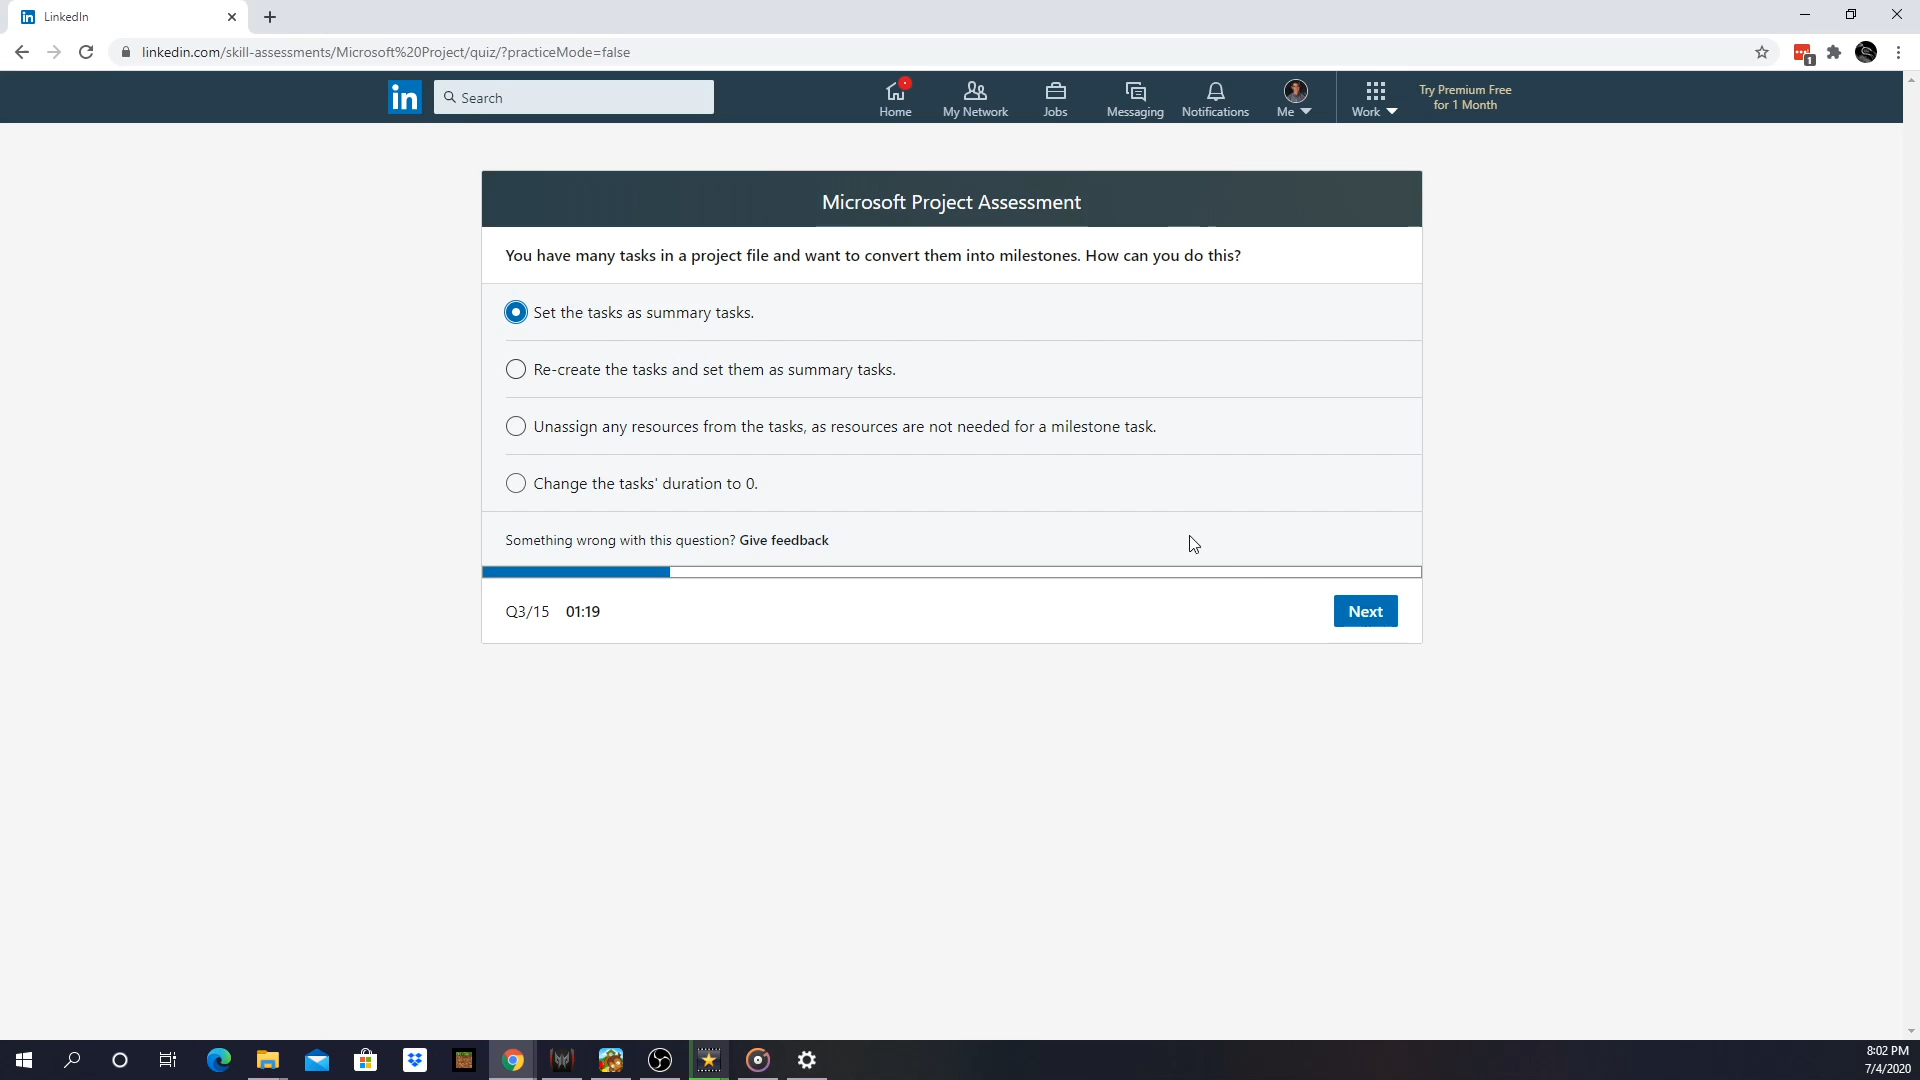 LinkedIn
linkedin.com/skill-assessments/Microsoft%20Project/quiz/?practiceMode=false
1
in
Search
Home
My Network
Jobs
Messaging
Notifications
Me
Work
Try Premium Free
for 1 Month
Microsoft Project Assessment
You have many tasks in a project file and want to convert them into milestones. How can you do this?
Set the tasks as summary tasks.
Re-create the tasks and set them as summary tasks.
Unassign any resources from the tasks, as resources are not needed for a milestone task.
Change the tasks' duration to 0.
Something wrong with this question? Give feedback
Q3/15 01:19
Next
8:02 PM
7/4/2020